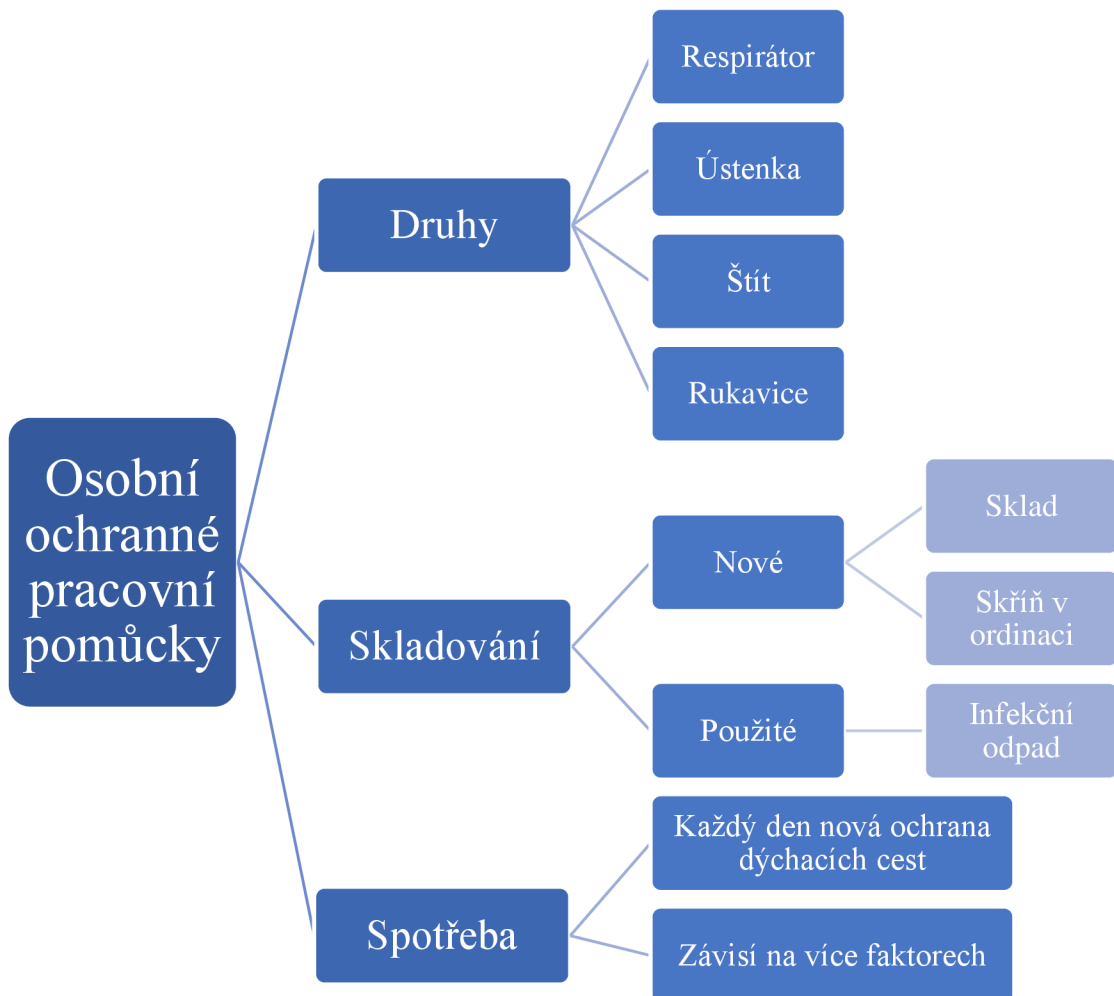 Osobní
ochranné
pracovní
pomůcky
Druhy
Respirátor
Ústenka
Štít
Rukavice
Skladování
Nové
Sklad
Skříň v
ordinaci
Použité
Infekční
odpad
Spotřeba
Každý den nová ochrana
dýchacích cest
Závisí na více faktorech